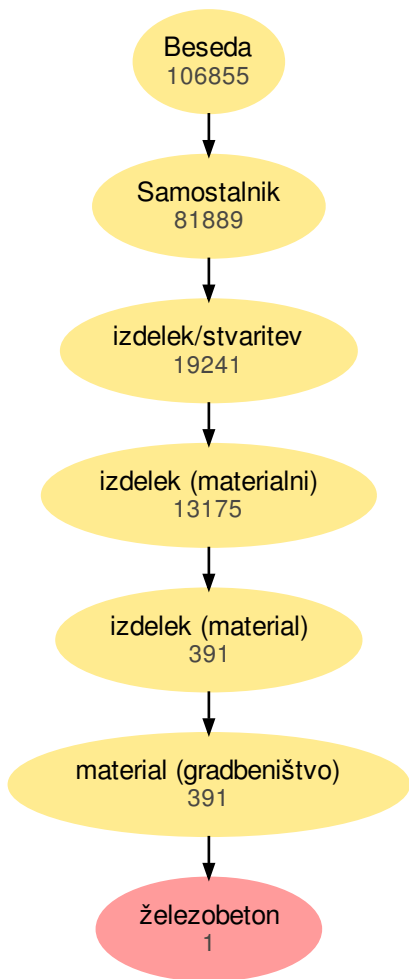 Beseda
106855
Samostalnik
81889
izdelek/stvaritev
19241
izdelek (materialni)
13175
izdelek (material)
391
material (gradbeništvo)
391
železobeton
1